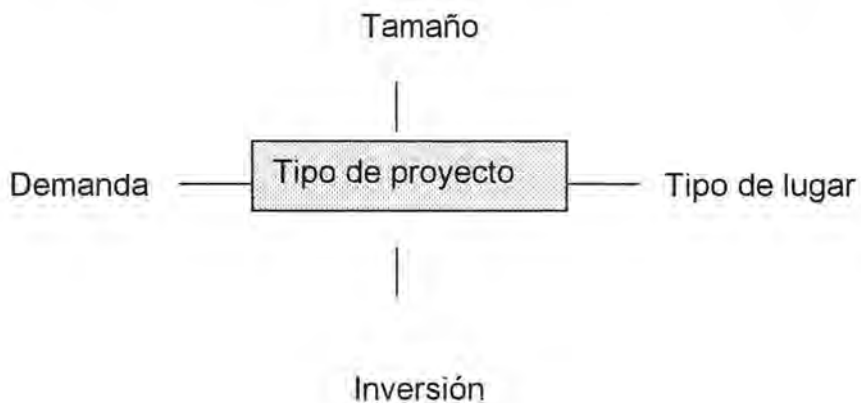 Tamaño
Demanda
Tipo de proyecto
Tipo de lugar
Inversión